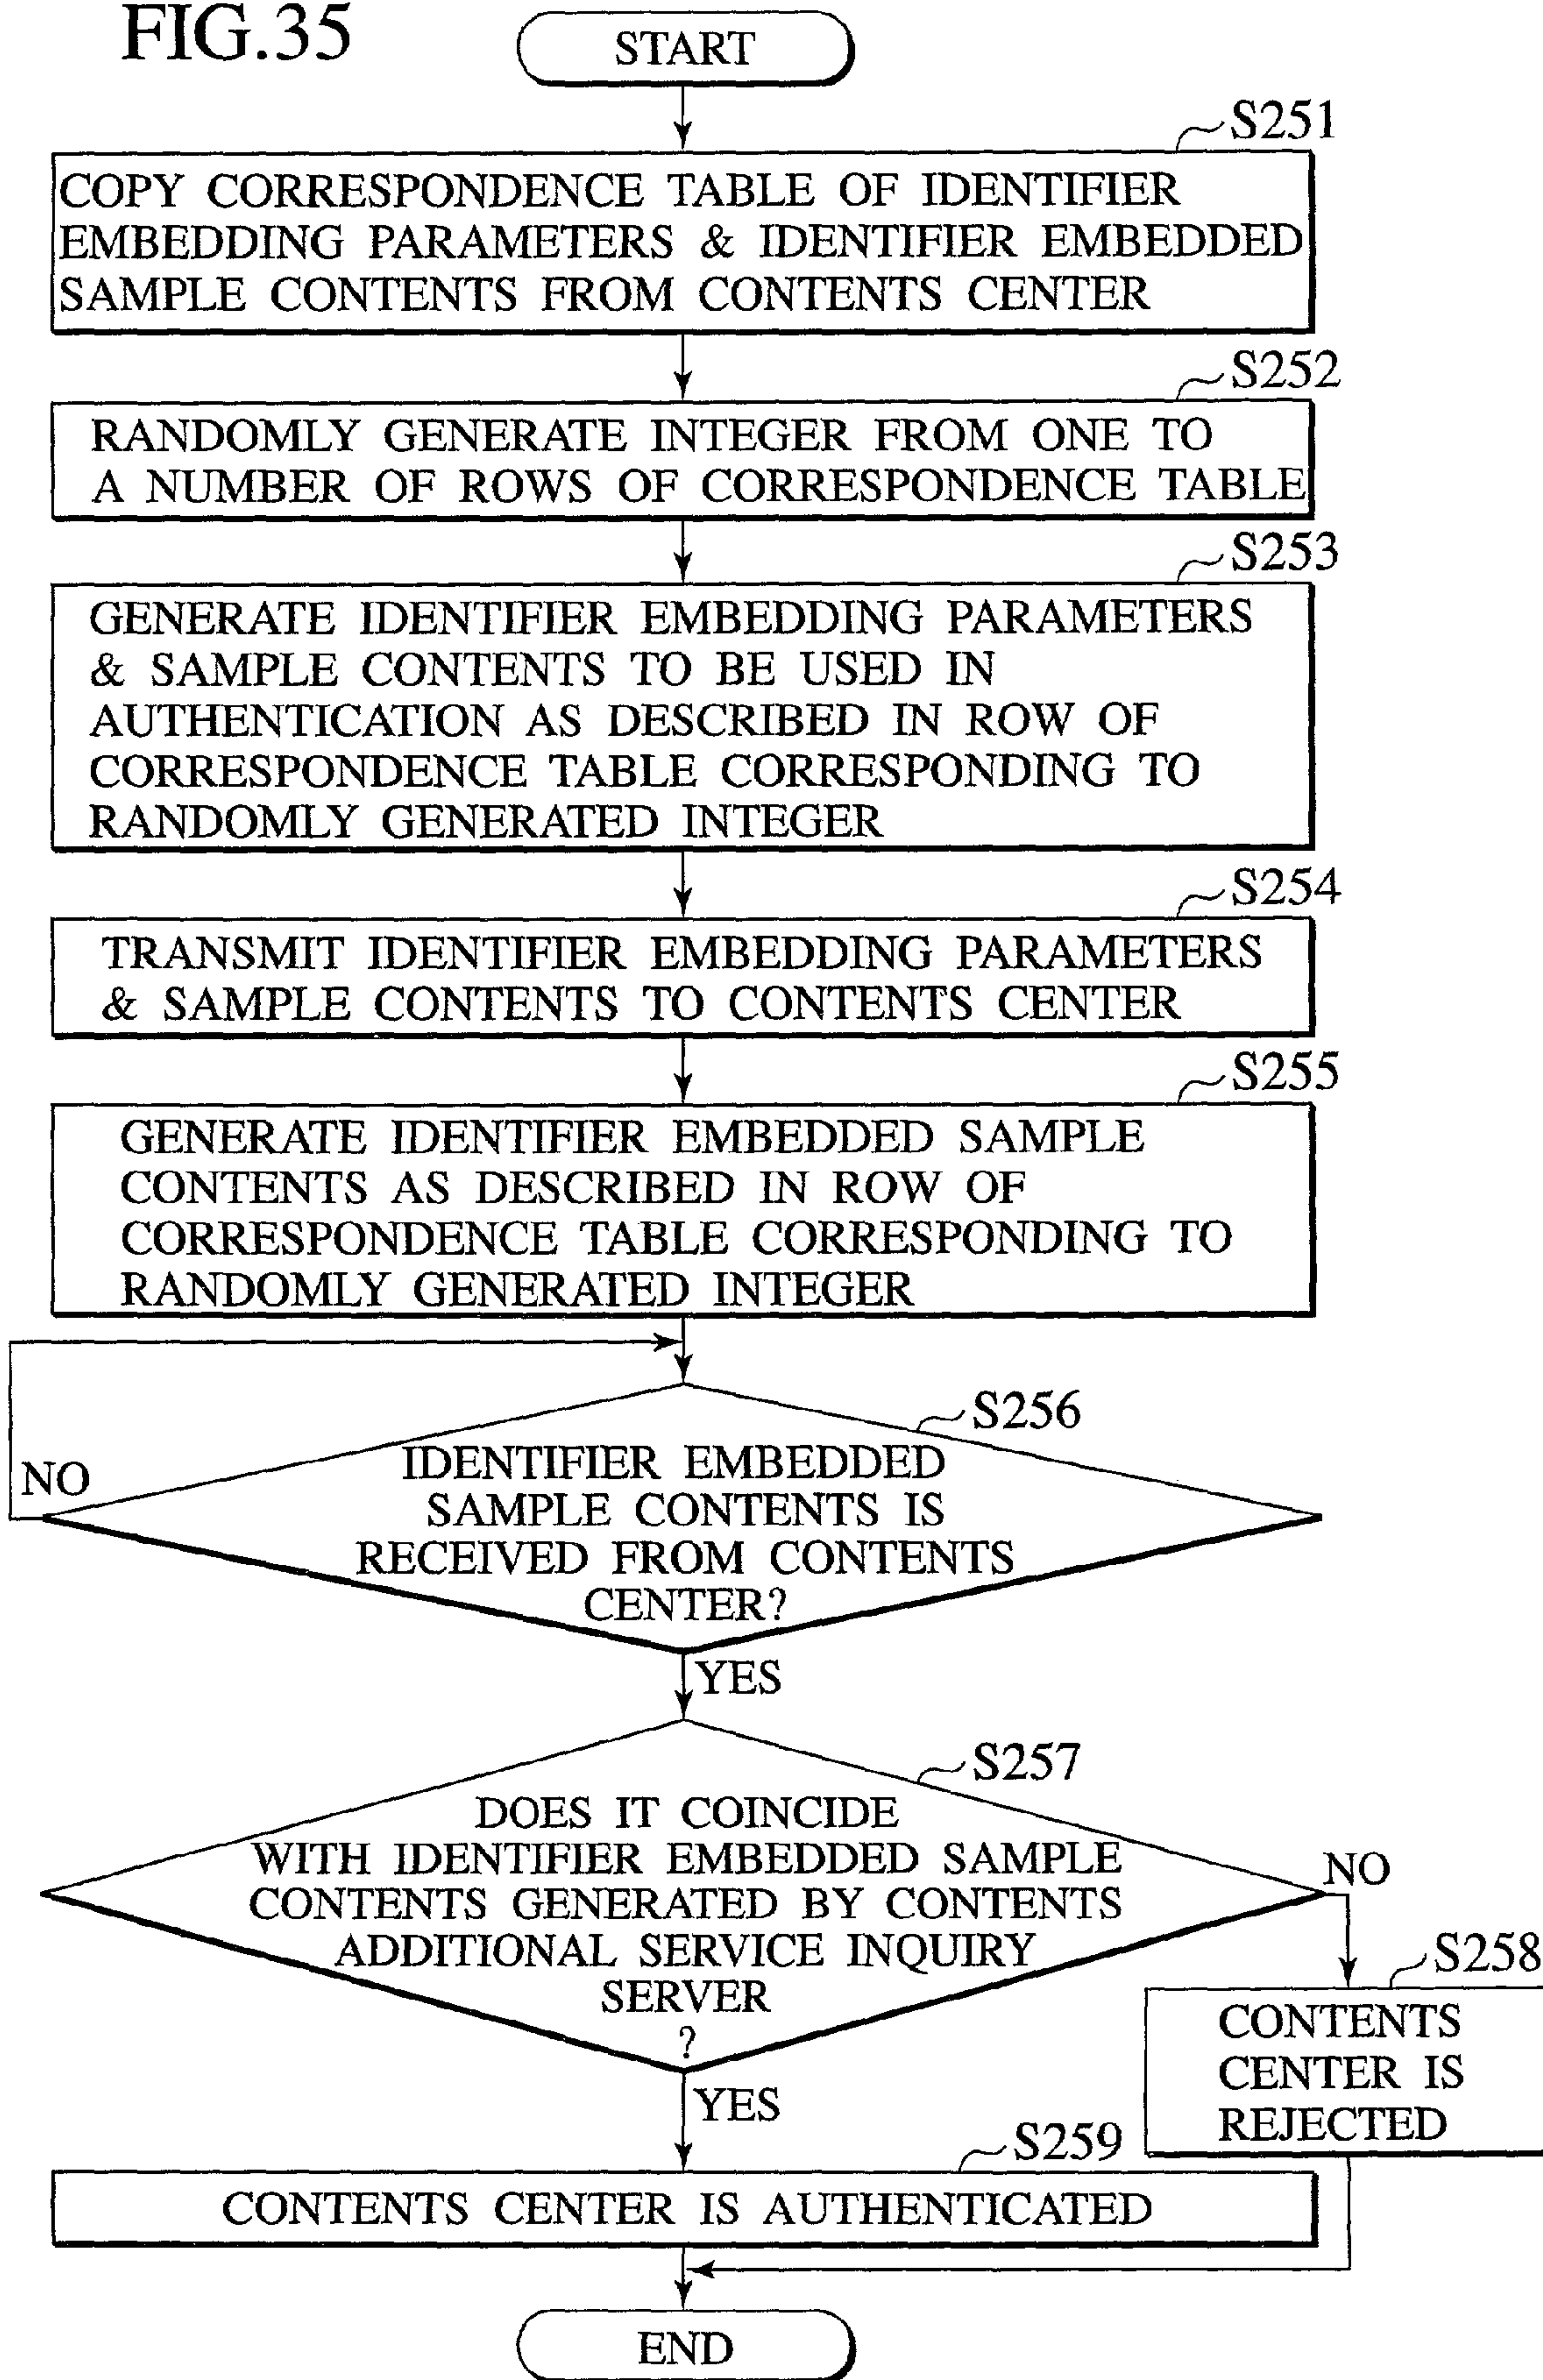 FIG.35
START
S251
COPY CORRESPONDENCE TABLE OF IDENTIFIER
EMBEDDING PARAMETERS & IDENTIFIER EMBEDDED
SAMPLE CONTENTS FROM CONTENTS CENTER
S252
RANDOMLY GENERATE INTEGER FROM ONE TO
A NUMBER OF ROWS OF CORRESPONDENCE TABLE
S253
GENERATE IDENTIFIER EMBEDDING PARAMETERS
& SAMPLE CONTENTS TO BE USED IN
AUTHENTICATION AS DESCRIBED IN ROW OF
CORRESPONDENCE TABLE CORRESPONDING TO
RANDOMLY GENERATED INTEGER
S254
TRANSMIT IDENTIFIER EMBEDDING PARAMETERS
& SAMPLE CONTENTS TO CONTENTS CENTER
S255
GENERATE IDENTIFIER EMBEDDED SAMPLE
CONTENTS AS DESCRIBED IN ROW OF
CORRESPONDENCE TABLE CORRESPONDING TO
RANDOMLY GENERATED INTEGER
S256
NO
IDENTIFIER EMBEDDED
SAMPLE CONTENTS IS
RECEIVED FROM CONTENTS
CENTER?
YES
S257
DOES IT COINCIDE
WITH IDENTIFIER EMBEDDED SAMPLE
CONTENTS GENERATED BY CONTENTS
ADDITIONAL SERVICE INQUIRY
SERVER
?
NO
S258
CONTENTS
CENTER IS
REJECTED
YES
S259
CONTENTS CENTER IS AUTHENTICATED
END